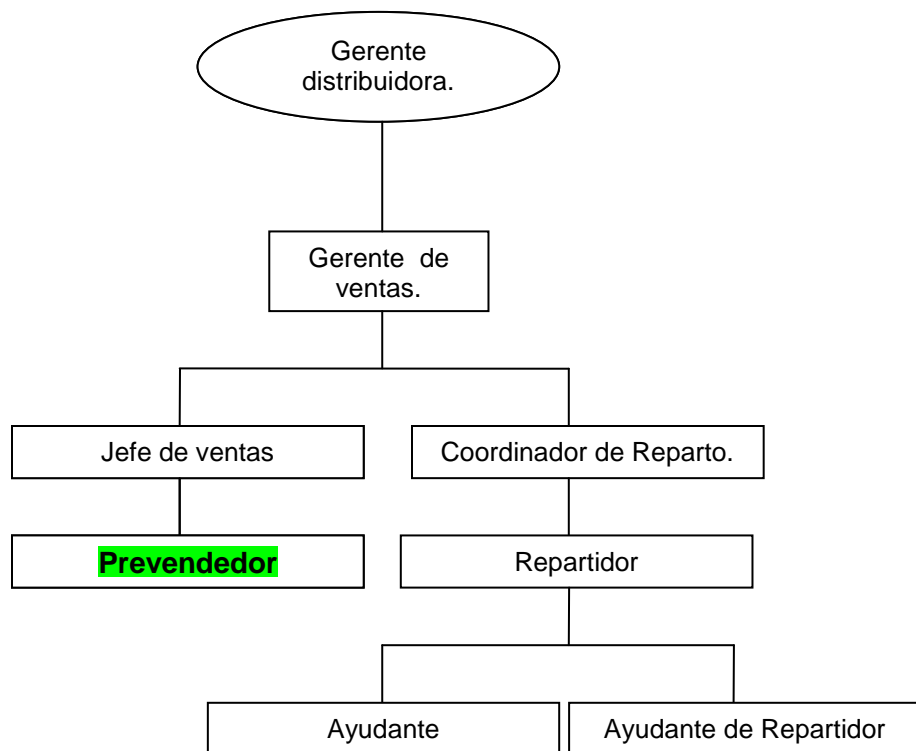 Gerente
distribuidora.
Gerente de
ventas.
Jefe de ventas
Coordinador de Reparto.
Prevendedor
Repartidor
Ayudante
Ayudante de Repartidor